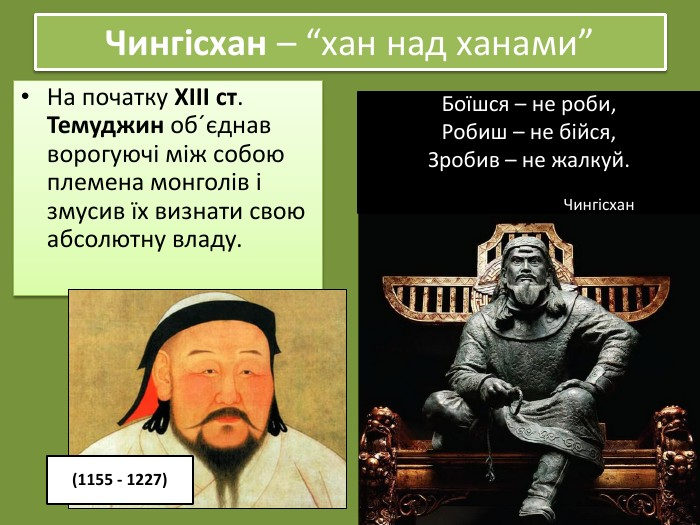 Чингісхан – “хан над ханами”
• На початку XIII ст.
Темуджин об´єднав
ворогуючі між собою
племена монголів і
змусив їх визнати свою
абсолютну владу.
Боїшся – не роби,
Робиш – не бійся,
Зробив – не жалкуй.
Чингісхан
(1155 - 1227)